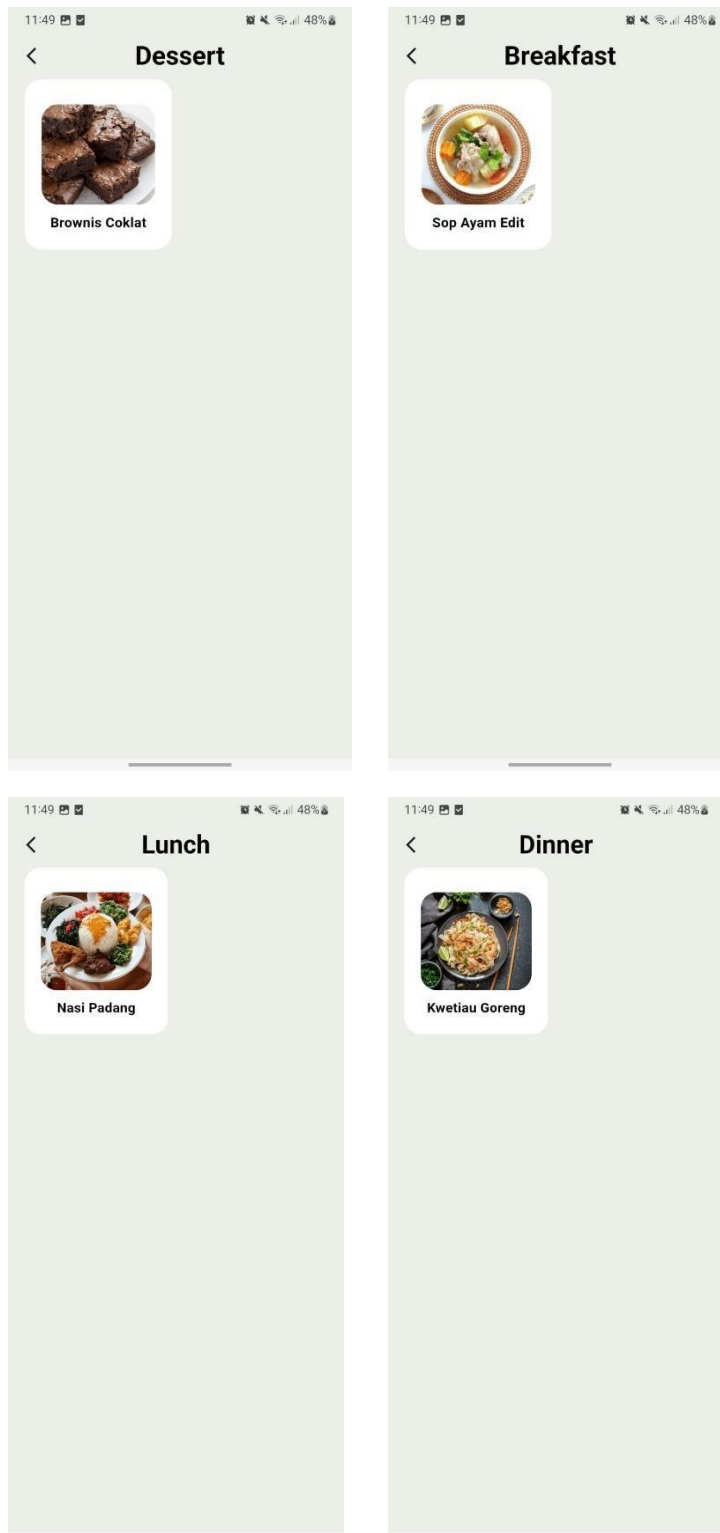 11:49 48%
Dessert
Brownis Coklat
11:49 48%
Breakfast
Sop Ayam Edit
11:49 48%
Lunch
Nasi Padang
11:49 48%
Dinner
Kwetiau Goreng